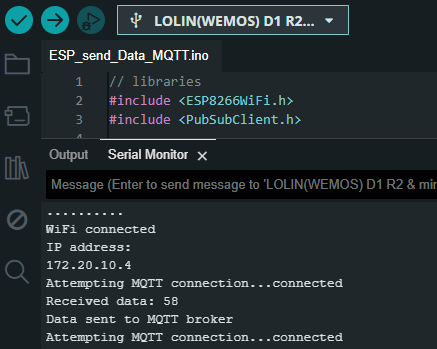 LOLIN(WEMOS) D1 R2...
ESP_send_Data_MQTT.ino
1 // libraries
2 #include <ESP8266WiFi.h>
3 #include <PubSubClient.h>
Output Serial Monitor
Message (Enter to send message to 'LOLIN(WEMOS) D1 R2 & min
..........
WiFi connected
IP address:
172.20.10.4
Attempting MQTT connection...connected
Received data: 58
Data sent to MQTT broker
Attempting MQTT connection...connected